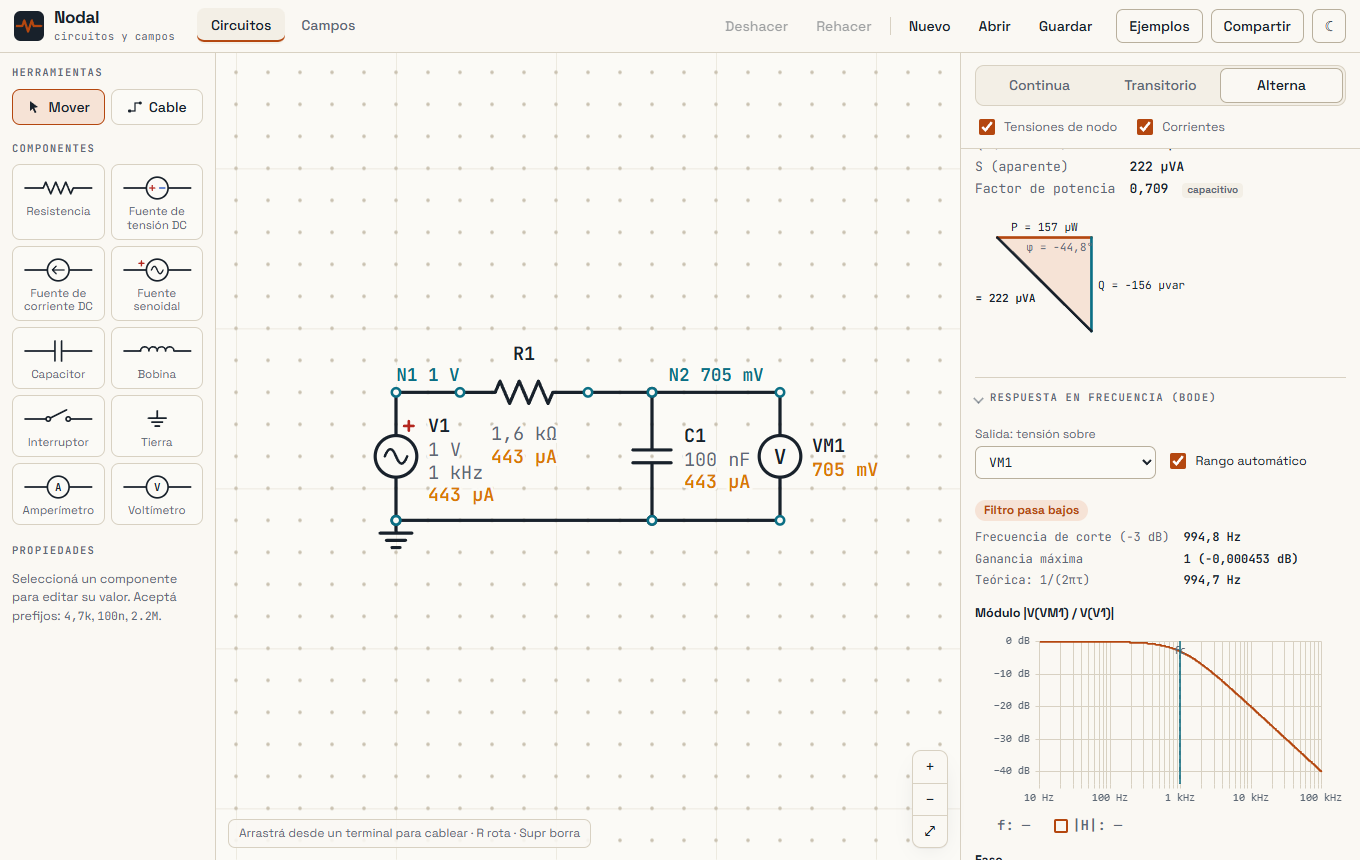 Nodal
circuitos y campos
Circuitos
Campos
Deshacer
Rehacer
Nuevo
Abrir
Guardar
Ejemplos
Compartir
HERRAMIENTAS
Mover
Cable
COMPONENTES
Resistencia
Fuente de
tensión DC
Fuente de
corriente DC
Fuente
senoidal
Capacitor
Bobina
Interruptor
Tierra
A
Amperímetro
V
Voltímetro
PROPIEDADES
Seleccioná un componente
para editar su valor. Aceptá
prefijos: 4,7k, 100n, 2.2M.
R1
N1 1 V
N2 705 mV
V1
1 V
1 kHz
443 µA
1,6 kΩ
443 µA
C1
100 nF
443 µA
V
VM1
705 mV
+
−
Arrastrá desde un terminal para cablear · R rota · Supr borra
Continua
Transitorio
Alterna
Tensiones de nodo
Corrientes
S (aparente) 222 µVA
Factor de potencia 0,709 capacitivo
P = 157 µW
φ = -44,8°
Q = -156 µvar
= 222 µVA
RESPUESTA EN FRECUENCIA (BODE)
Salida: tensión sobre
VM1
Rango automático
Filtro pasa bajos
Frecuencia de corte (-3 dB) 994,8 Hz
Ganancia máxima 1 (-0,000453 dB)
Teórica: 1/(2πτ) 994,7 Hz
Módulo |V(VM1) / V(V1)|
0 dB
−10 dB
−20 dB
−30 dB
−40 dB
fc
10 Hz
100 Hz
1 kHz
10 kHz
100 kHz
f: — |H|: —
Fase